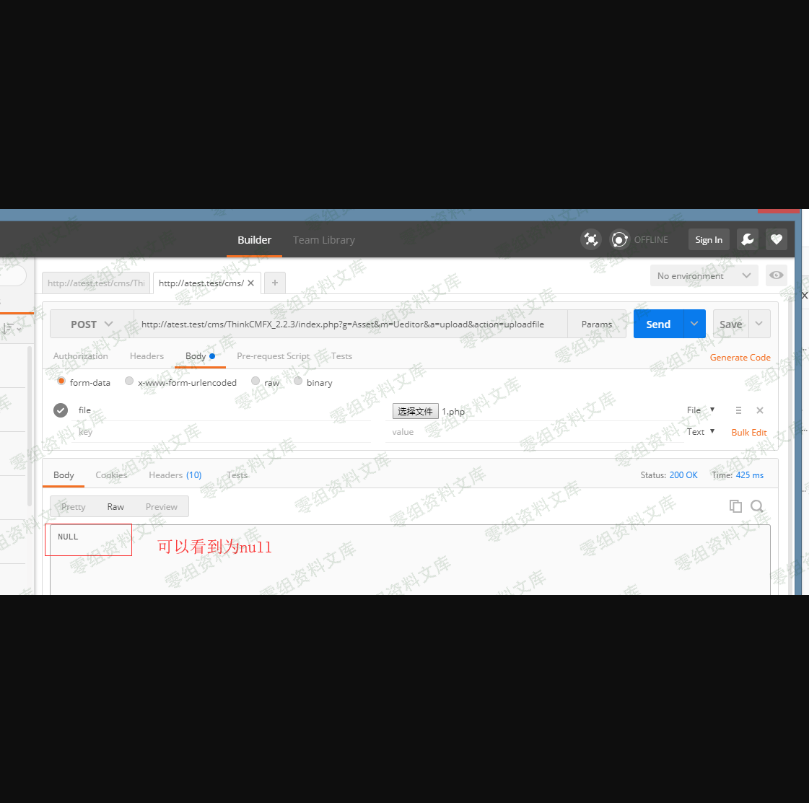 Builder
Team Library
OFFLINE
Sign In
http://atest.test/cms/Thi
http://atest.test/cms/
No environment
POST
http://atest.test/cms/ThinkCMFX_2.2.3/index.php?g=Asset&m=Ueditor&a=upload&action=uploadfile
Params
Send
Save
Authorization
Headers
Body
Pre-request Script
Tests
Generate Code
form-data
x-www-form-urlencoded
raw
binary
file
选择文件
1.php
File
key
value
Text
Bulk Edit
Body
Cookies
Headers (10)
Tests
Status: 200 OK
Time: 425 ms
Pretty
Raw
Preview
NULL
可以看到为null
零组资料文库